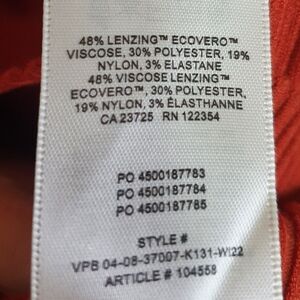 48% LENZING™ ECOVERO™
VISCOSE, 30% POLYESTER, 19%
NYLON, 3% ELASTANE
48% VISCOSE LENZING™
ECOVERO™, 30% POLYESTER,
19% NYLON, 3% ÉLASTHANNE
CA 23725 RN 122354
PO 4500187783
PO 4500187784
PO 4500187785
STYLE #
VPB 04-08-37007-K131-WI22
ARTICLE # 104558